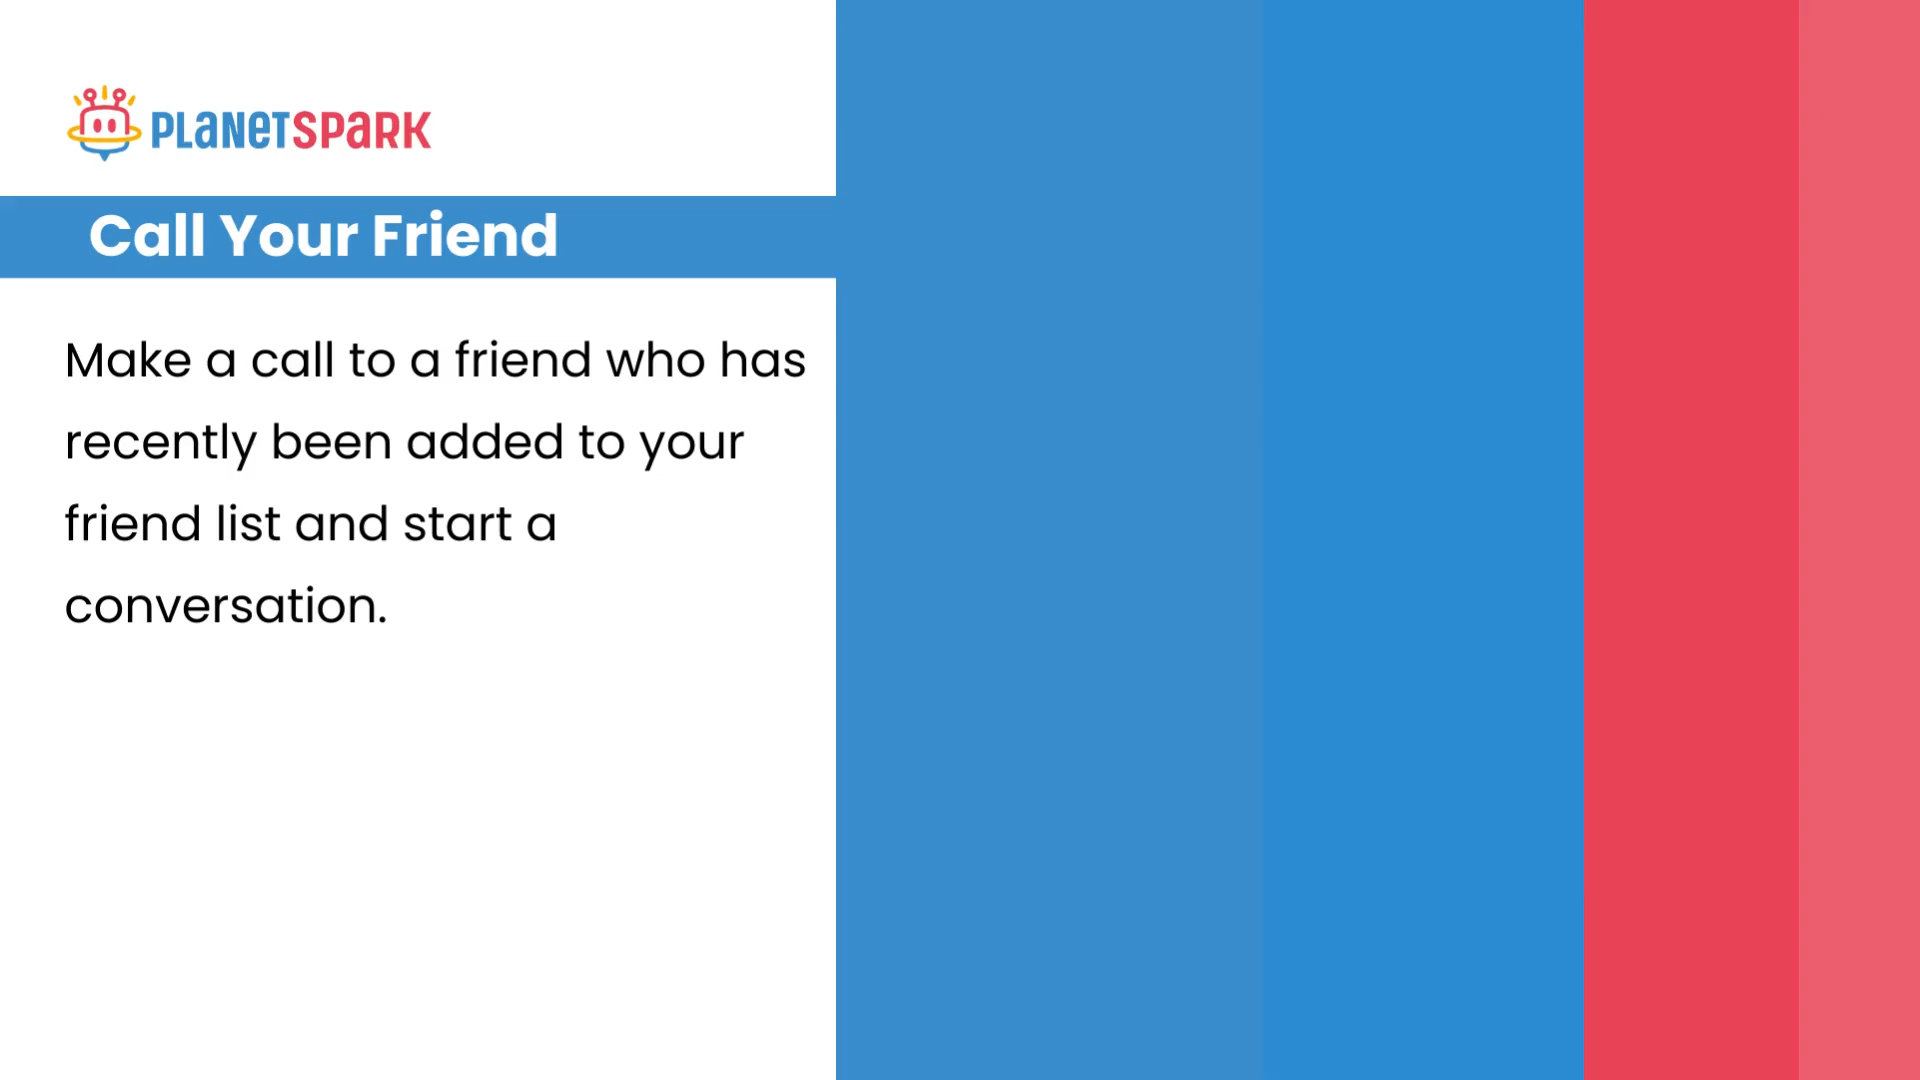 PLANETSPARK
Call Your Friend
Make a call to a friend who has
recently been added to your
friend list and start a
conversation.